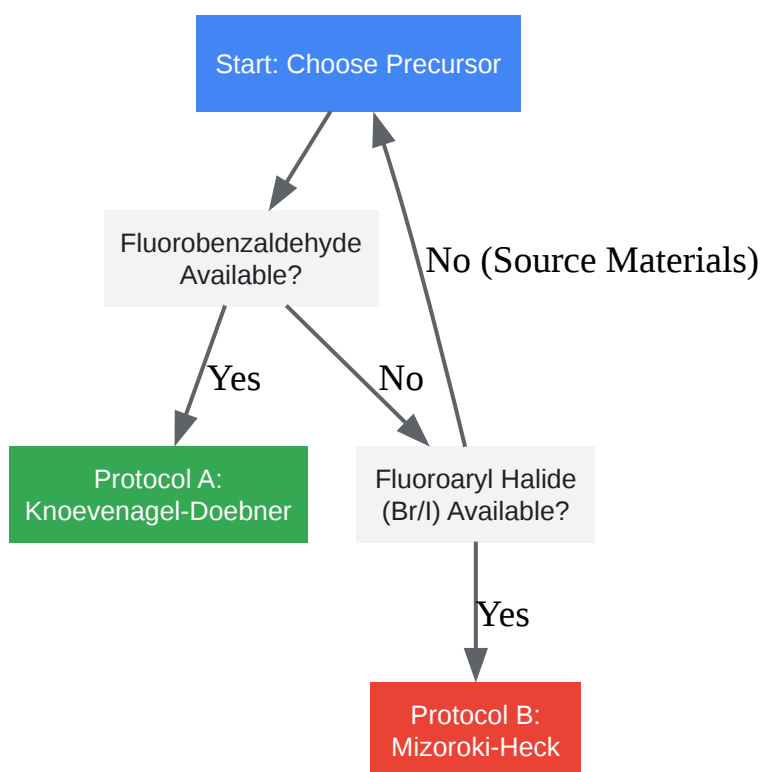 Start: Choose Precursor
Fluorobenzaldehyde
Available?
No (Source Materials)
Yes
No
Protocol A:
Knoevenagel-Doebner
Fluoroaryl Halide
(Br/I) Available?
Yes
Protocol B:
Mizoroki-Heck